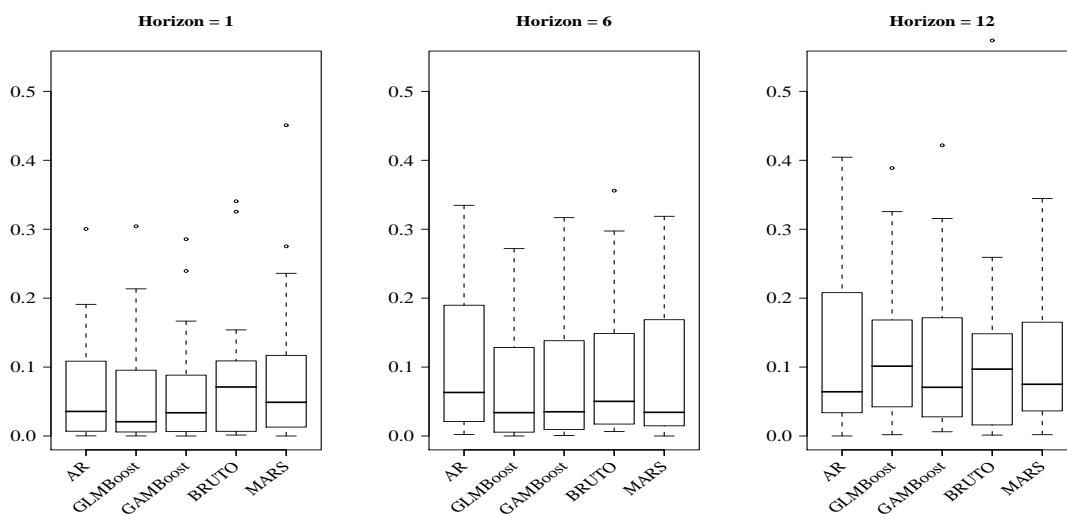 Horizon = 1
0.5
0.4
0.3
0.2
0.1
0.0
AR
GLMBoost
GAMBoost
BRUTO
MARS
Horizon = 6
0.5
0.4
0.3
0.2
0.1
0.0
AR
GLMBoost
GAMBoost
BRUTO
MARS
Horizon = 12
0.5
0.4
0.3
0.2
0.1
0.0
AR
GLMBoost
GAMBoost
BRUTO
MARS